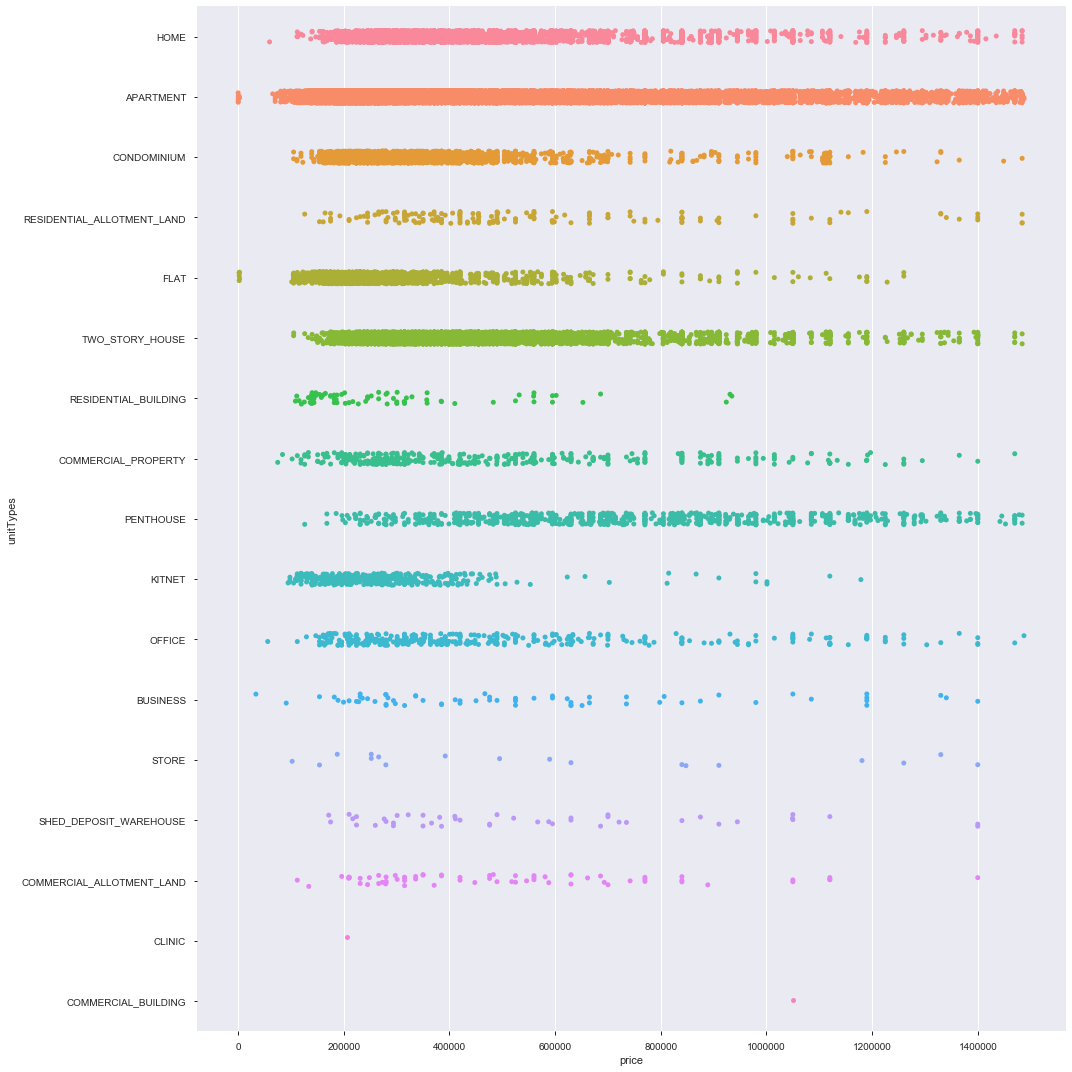 HOME
APARTMENT
CONDOMINIUM
RESIDENTIAL_ALLOTMENT_LAND
FLAT
TWO_STORY_HOUSE
RESIDENTIAL_BUILDING
COMMERCIAL_PROPERTY
unitTypes
PENTHOUSE
KITNET
OFFICE
BUSINESS
STORE
SHED_DEPOSIT_WAREHOUSE
COMMERCIAL_ALLOTMENT_LAND
CLINIC
COMMERCIAL_BUILDING
0 200000 400000 600000 800000 1000000 1200000 1400000
price